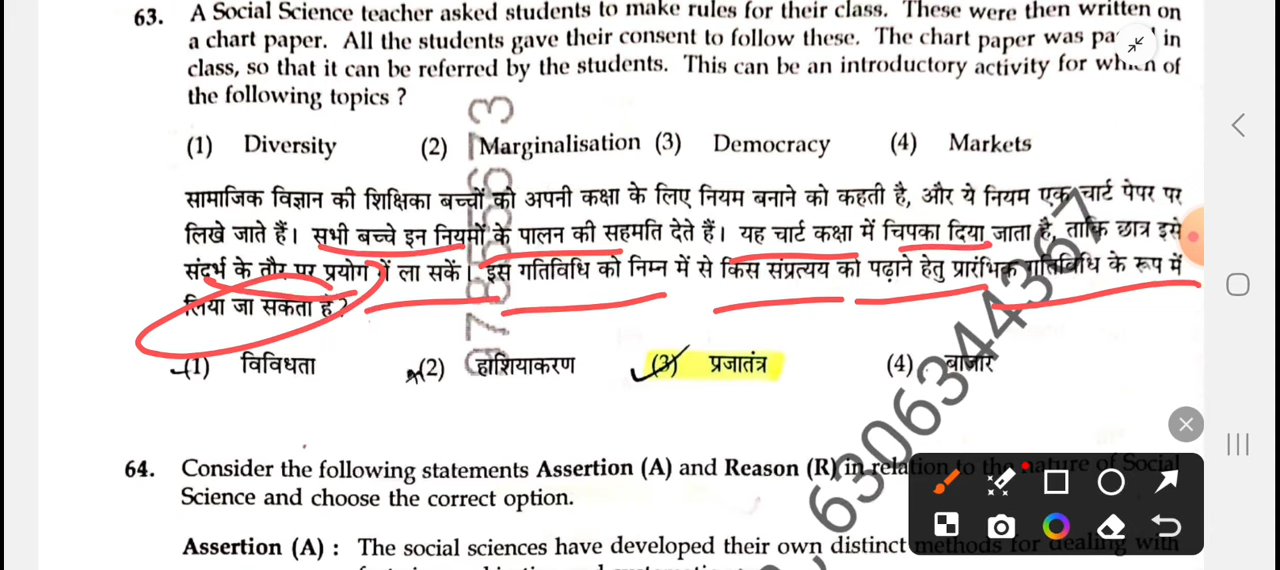 63. A Social Science teacher asked students to make rules for their class. These were then written on
a chart paper. All the students gave their consent to follow these. The chart paper was in
class, so that it can be referred by the students. This can be an introductory activity for which of
the following topics ?
(1) Diversity (2) Marginalisation (3) Democracy (4) Markets
सामाजिक विज्ञान की शिक्षिका बच्चों को अपनी कक्षा के लिए नियम बनाने को कहती है, और ये नियम एक चार्ट पेपर पर
लिखे जाते हैं। सभी बच्चे इन नियमों के पालन की सहमति देते हैं। यह चार्ट कक्षा में चिपका दिया जाता है, ताकि छात्र इसे
संदर्भ के तौर पर प्रयोग में ला सकें। इस गतिविधि को निम्न में से किस संप्रत्यय को पढ़ाने हेतु प्रारंभिक गतिविधि के रूप में
लिया जा सकता है?
(1) विविधता (2) हाशियाकरण (3) प्रजातंत्र (4) बाजार
64. Consider the following statements Assertion (A) and Reason (R) in relation to the nature of Social
Science and choose the correct option.
Assertion (A) : The social sciences have developed their own distinct methods for dealing with
6306344367